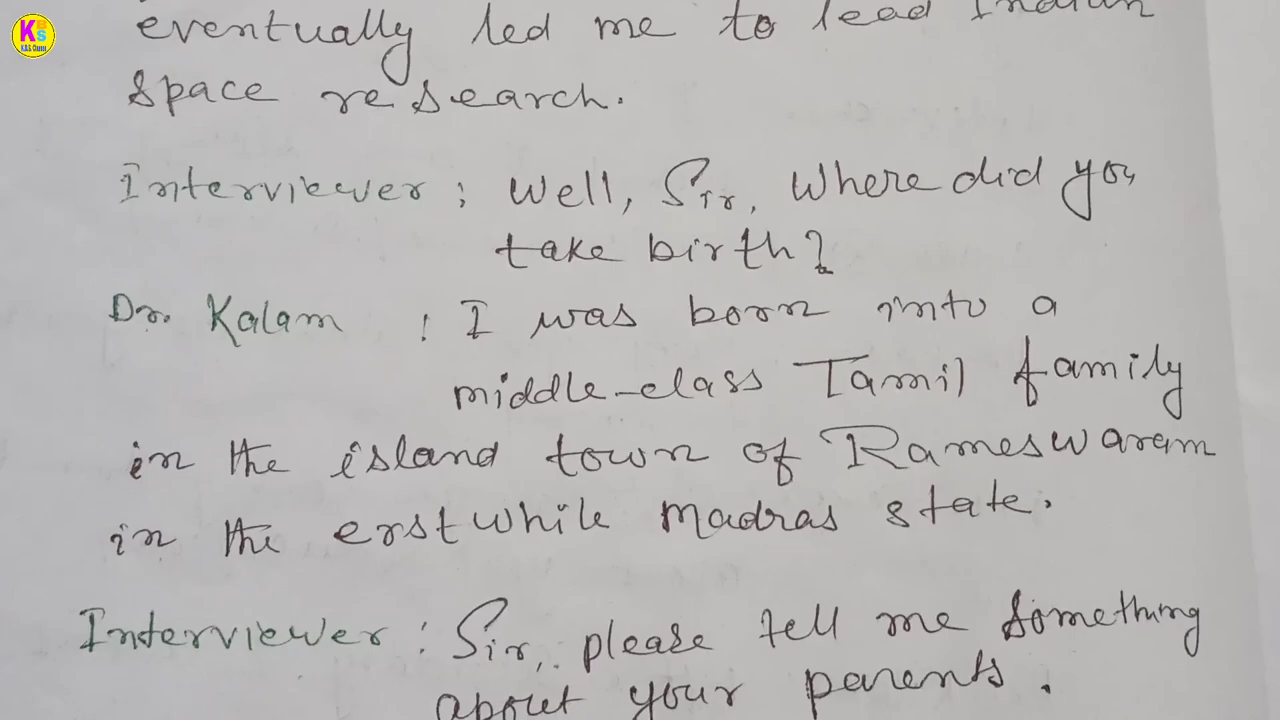 KBS
K.B.S. Classes
eventually led me to lead Indian
space research.
Interviewer : Well, Sir, Where did you
take birth?
Dr. Kalam : I was born into a
middle-class Tamil family
in the island town of Rameswaram
in the erstwhile Madras state.
Interviewer : Sir, please tell me something
about your parents.